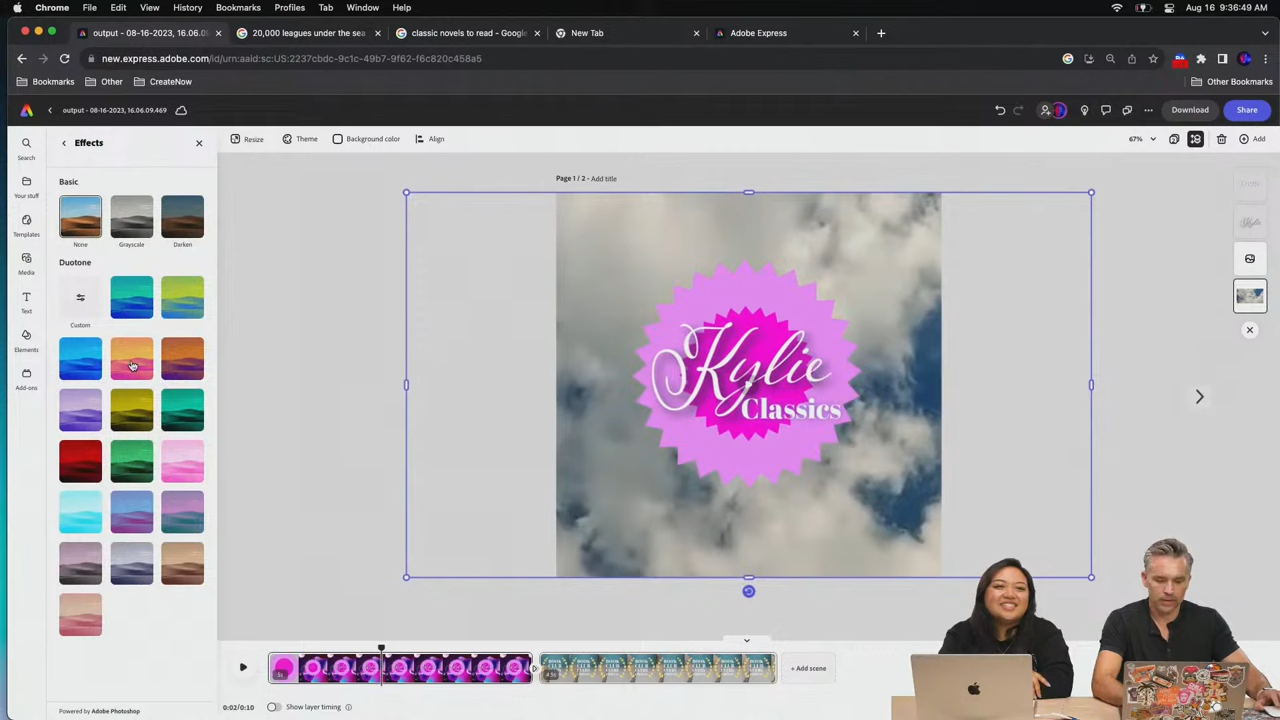 Chrome File Edit View History Bookmarks Profiles Tab Window Help
Aug 16 9:36:49 AM
output - 08-16-2023, 16.06.0
20,000 leagues under the sea
classic novels to read - Google
New Tab
Adobe Express
new.express.adobe.com/id/urn:aaid:sc:US:2237cbdc-9c1c-49b7-9f62-f6c820c458a5
Bookmarks Other CreateNow Other Bookmarks
output - 08-16-2023, 16.06.09.469
Download Share
Effects
Resize Theme Background color Align
67%
Add
Search
Your stuff
Templates
Media
Text
Elements
Add-ons
Basic
None Grayscale Darken
Duotone
Custom
Page 1 / 2 - Add title
Kylie
Classics
+ Add scene
0:02/0:10 Show layer timing
Powered by Adobe Photoshop